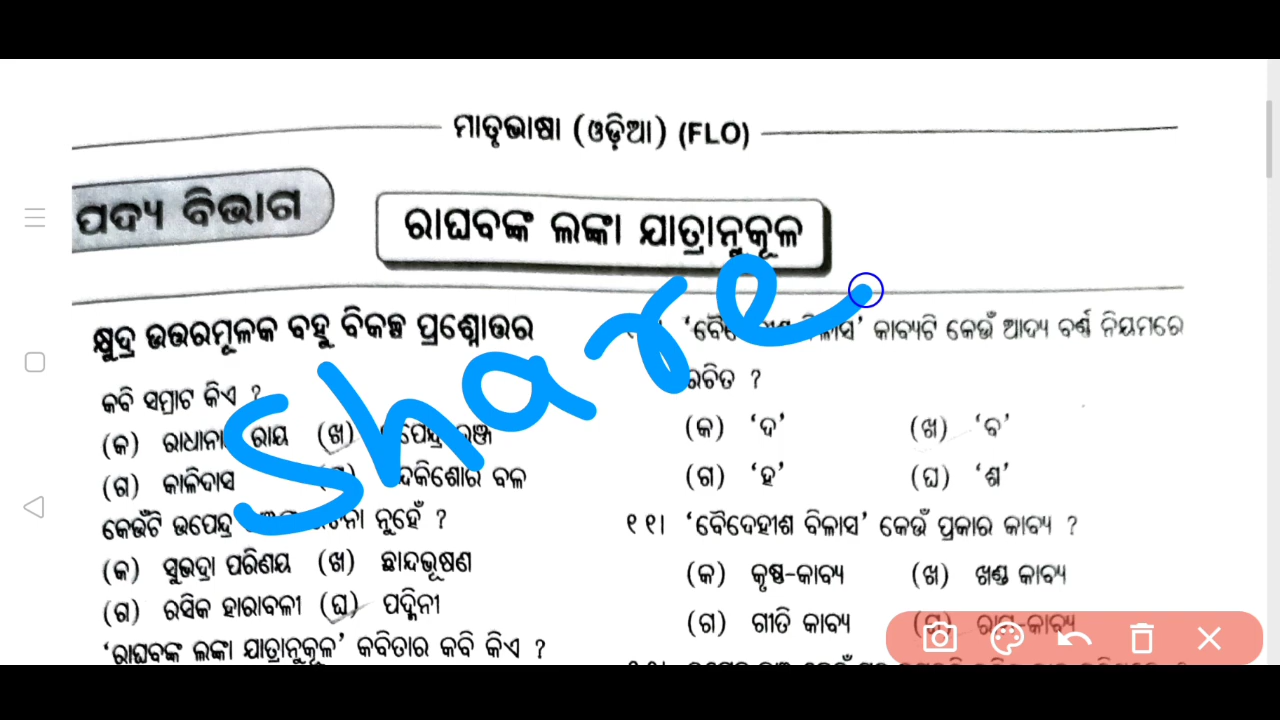 ମାତୃଭାଷା (ଓଡ଼ିଆ) (FLO)
ପଦ୍ୟ ବିଭାଗ
ରାଘବଙ୍କ ଲଙ୍କା ଯାତ୍ରାନୁକୂଳ
କ୍ଷୁଦ୍ର ଉତ୍ତରମୂଳକ ବହୁ ବିକଳ୍ପ ପ୍ରଶ୍ନୋତ୍ତର
କବି ସମ୍ରାଟ କିଏ ?
(କ) ରାଧାନା ରାୟ (ଖ)
(ଗ) କାଳିଦାସ ବଳ
କେଉଁଟି ଉପେନ୍ଦ୍ର ନୁହେଁ ?
(କ) ସୁଭଦ୍ରା ପରିଣୟ (ଖ) ଛାନ୍ଦଭୂଷଣ
(ଗ) ରସିକ ହାରାବଳୀ (ଘ) ପଦ୍ମିନୀ
‘ରାଘବଙ୍କ ଲଙ୍କା ଯାତ୍ରାନୁକୂଳ’ କବିତାର କବି କିଏ ?
share
‘ବୈଦେହୀଶ ବିଳାସ’ କାବ୍ୟଟି କେଉଁ ଆଦ୍ୟ ବର୍ଣ୍ଣ ନିୟମରେ
ରଚିତ ?
(କ) ‘ଦ’ (ଖ) ‘ବ’
(ଗ) ‘ହ’ (ଘ) ‘ଶ’
୧୧। ‘ବୈଦେହୀଶ ବିଳାସ’ କେଉଁ ପ୍ରକାର କାବ୍ୟ ?
(କ) କୃଷ୍ଣ-କାବ୍ୟ (ଖ) ଖଣ୍ଡ କାବ୍ୟ
(ଗ) ଗୀତି କାବ୍ୟ (ଘ) ରାମ-କାବ୍ୟ